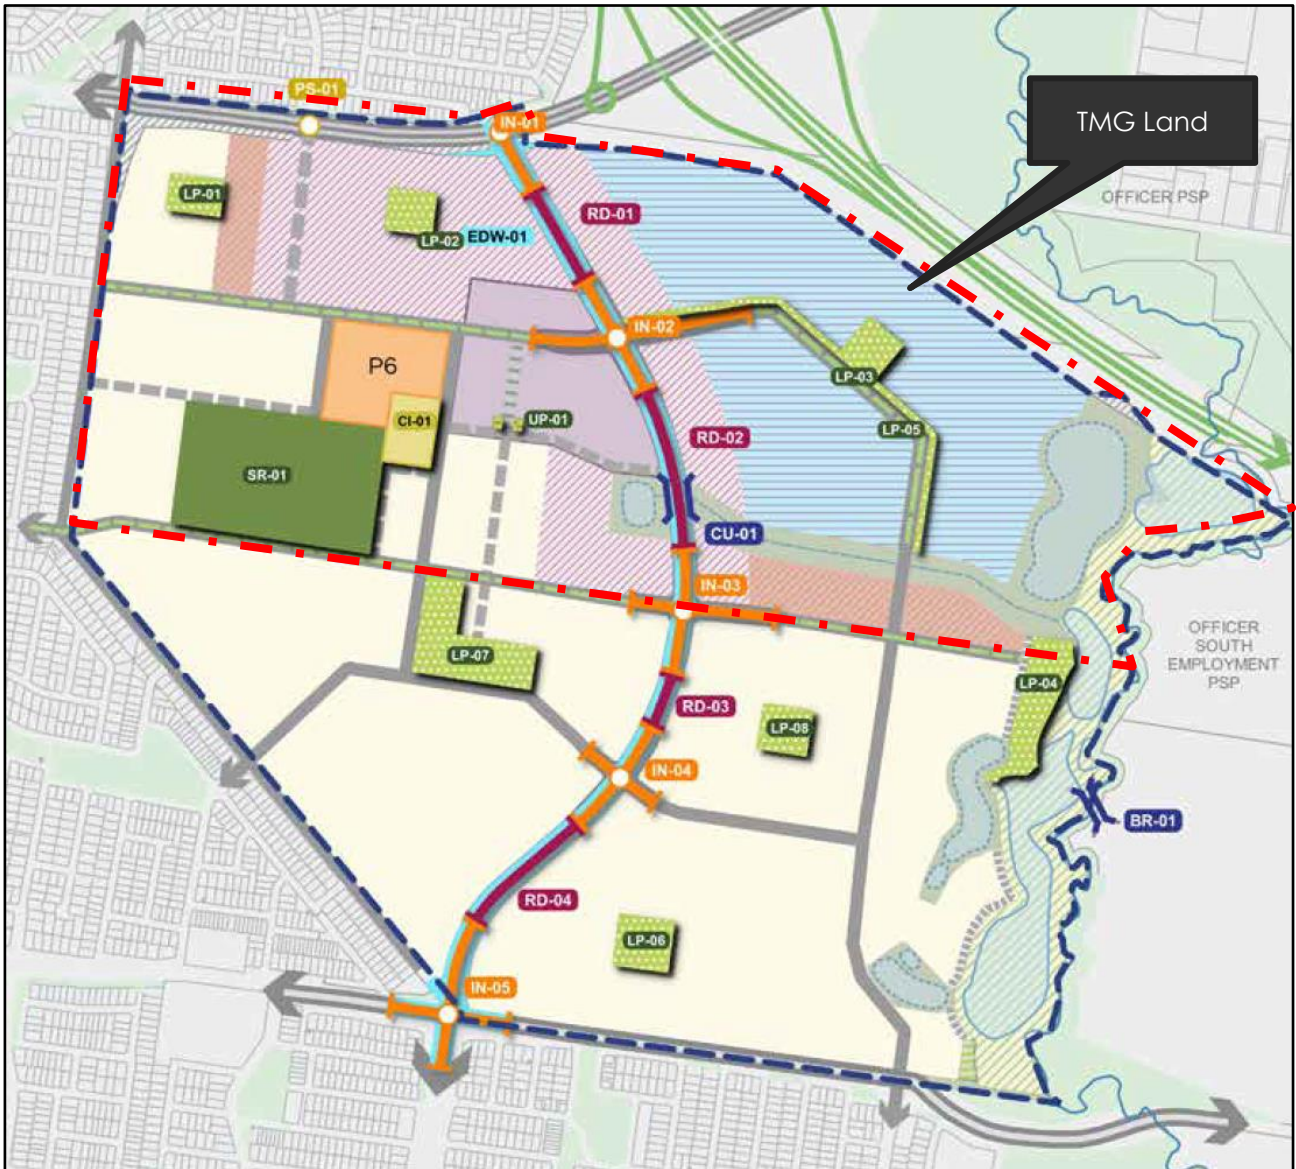 PS-01
IN-01
TMG Land
OFFICER PSP
LP-01
RD-01
LP-02
EDW-01
IN-02
P6
LP-03
CI-01
UP-01
LP-05
RD-02
SR-01
CU-01
IN-03
OFFICER
SOUTH
EMPLOYMENT
PSP
LP-07
LP-04
RD-03
LP-08
IN-04
BR-01
RD-04
LP-06
IN-05